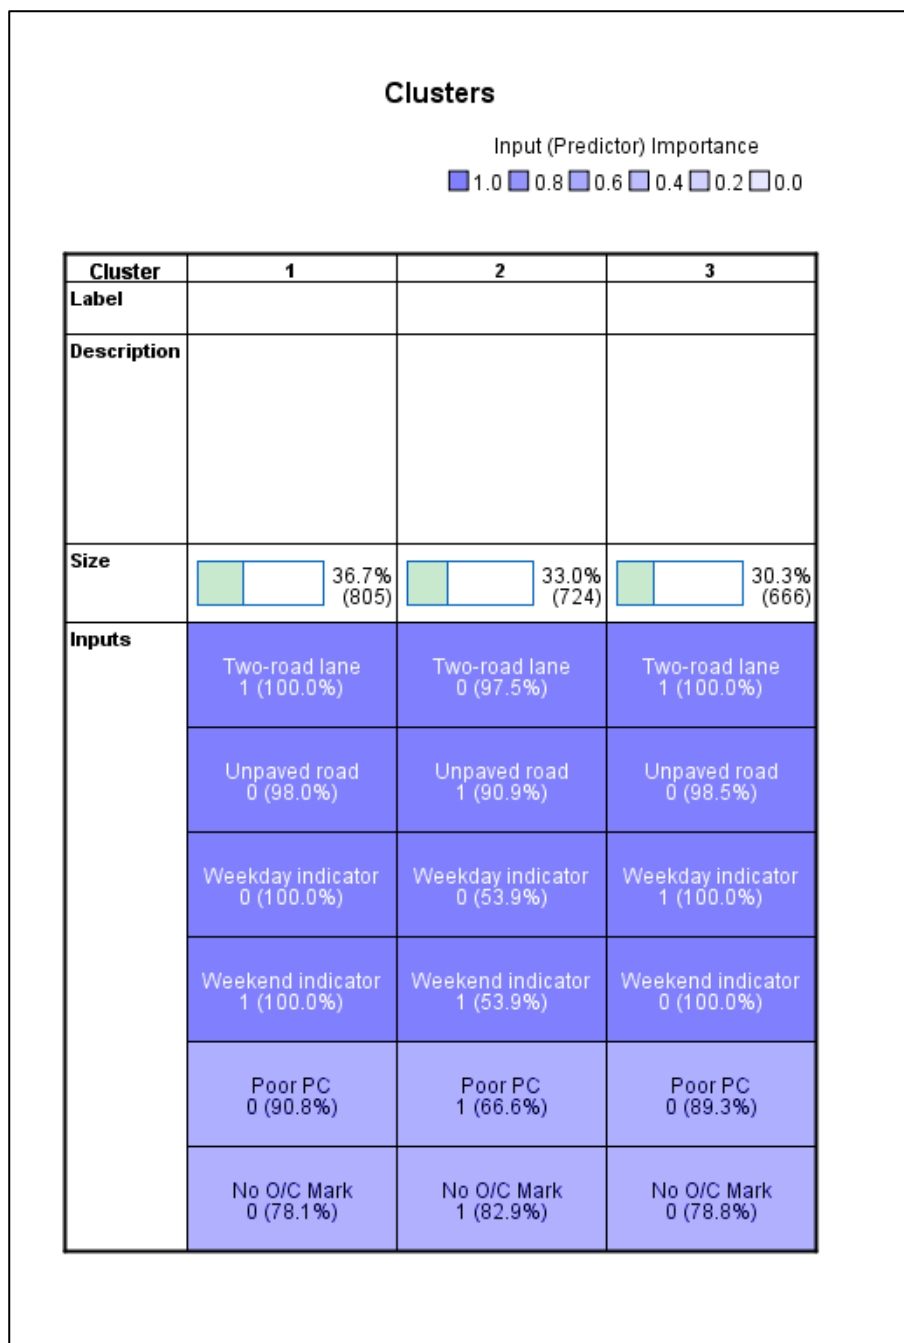 Clusters
Input (Predictor) Importance
1.0 0.8 0.6 0.4 0.2 0.0
Cluster 1 2 3
Label
Description
Size
36.7% 33.0% 30.3%
(805) (724) (666)
Inputs
Two-road lane Two-road lane Two-road lane
1 (100.0%) 0 (97.5%) 1 (100.0%)
Unpaved road Unpaved road Unpaved road
0 (98.0%) 1 (90.9%) 0 (98.5%)
Weekday indicator Weekday indicator Weekday indicator
0 (100.0%) 0 (53.9%) 1 (100.0%)
Weekend indicator Weekend indicator Weekend indicator
1 (100.0%) 1 (53.9%) 0 (100.0%)
Poor PC Poor PC Poor PC
0 (90.8%) 1 (66.6%) 0 (89.3%)
No O/C Mark No O/C Mark No O/C Mark
0 (78.1%) 1 (82.9%) 0 (78.8%)